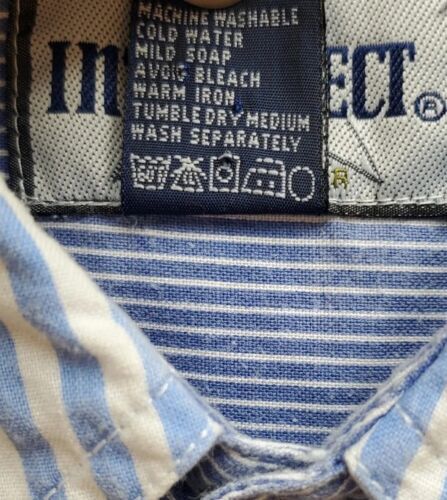 MACHINE WASHABLE
COLD WATER
MILD SOAP
AVOID BLEACH
WARM IRON
TUMBLE DRY MEDIUM
WASH SEPARATELY
R